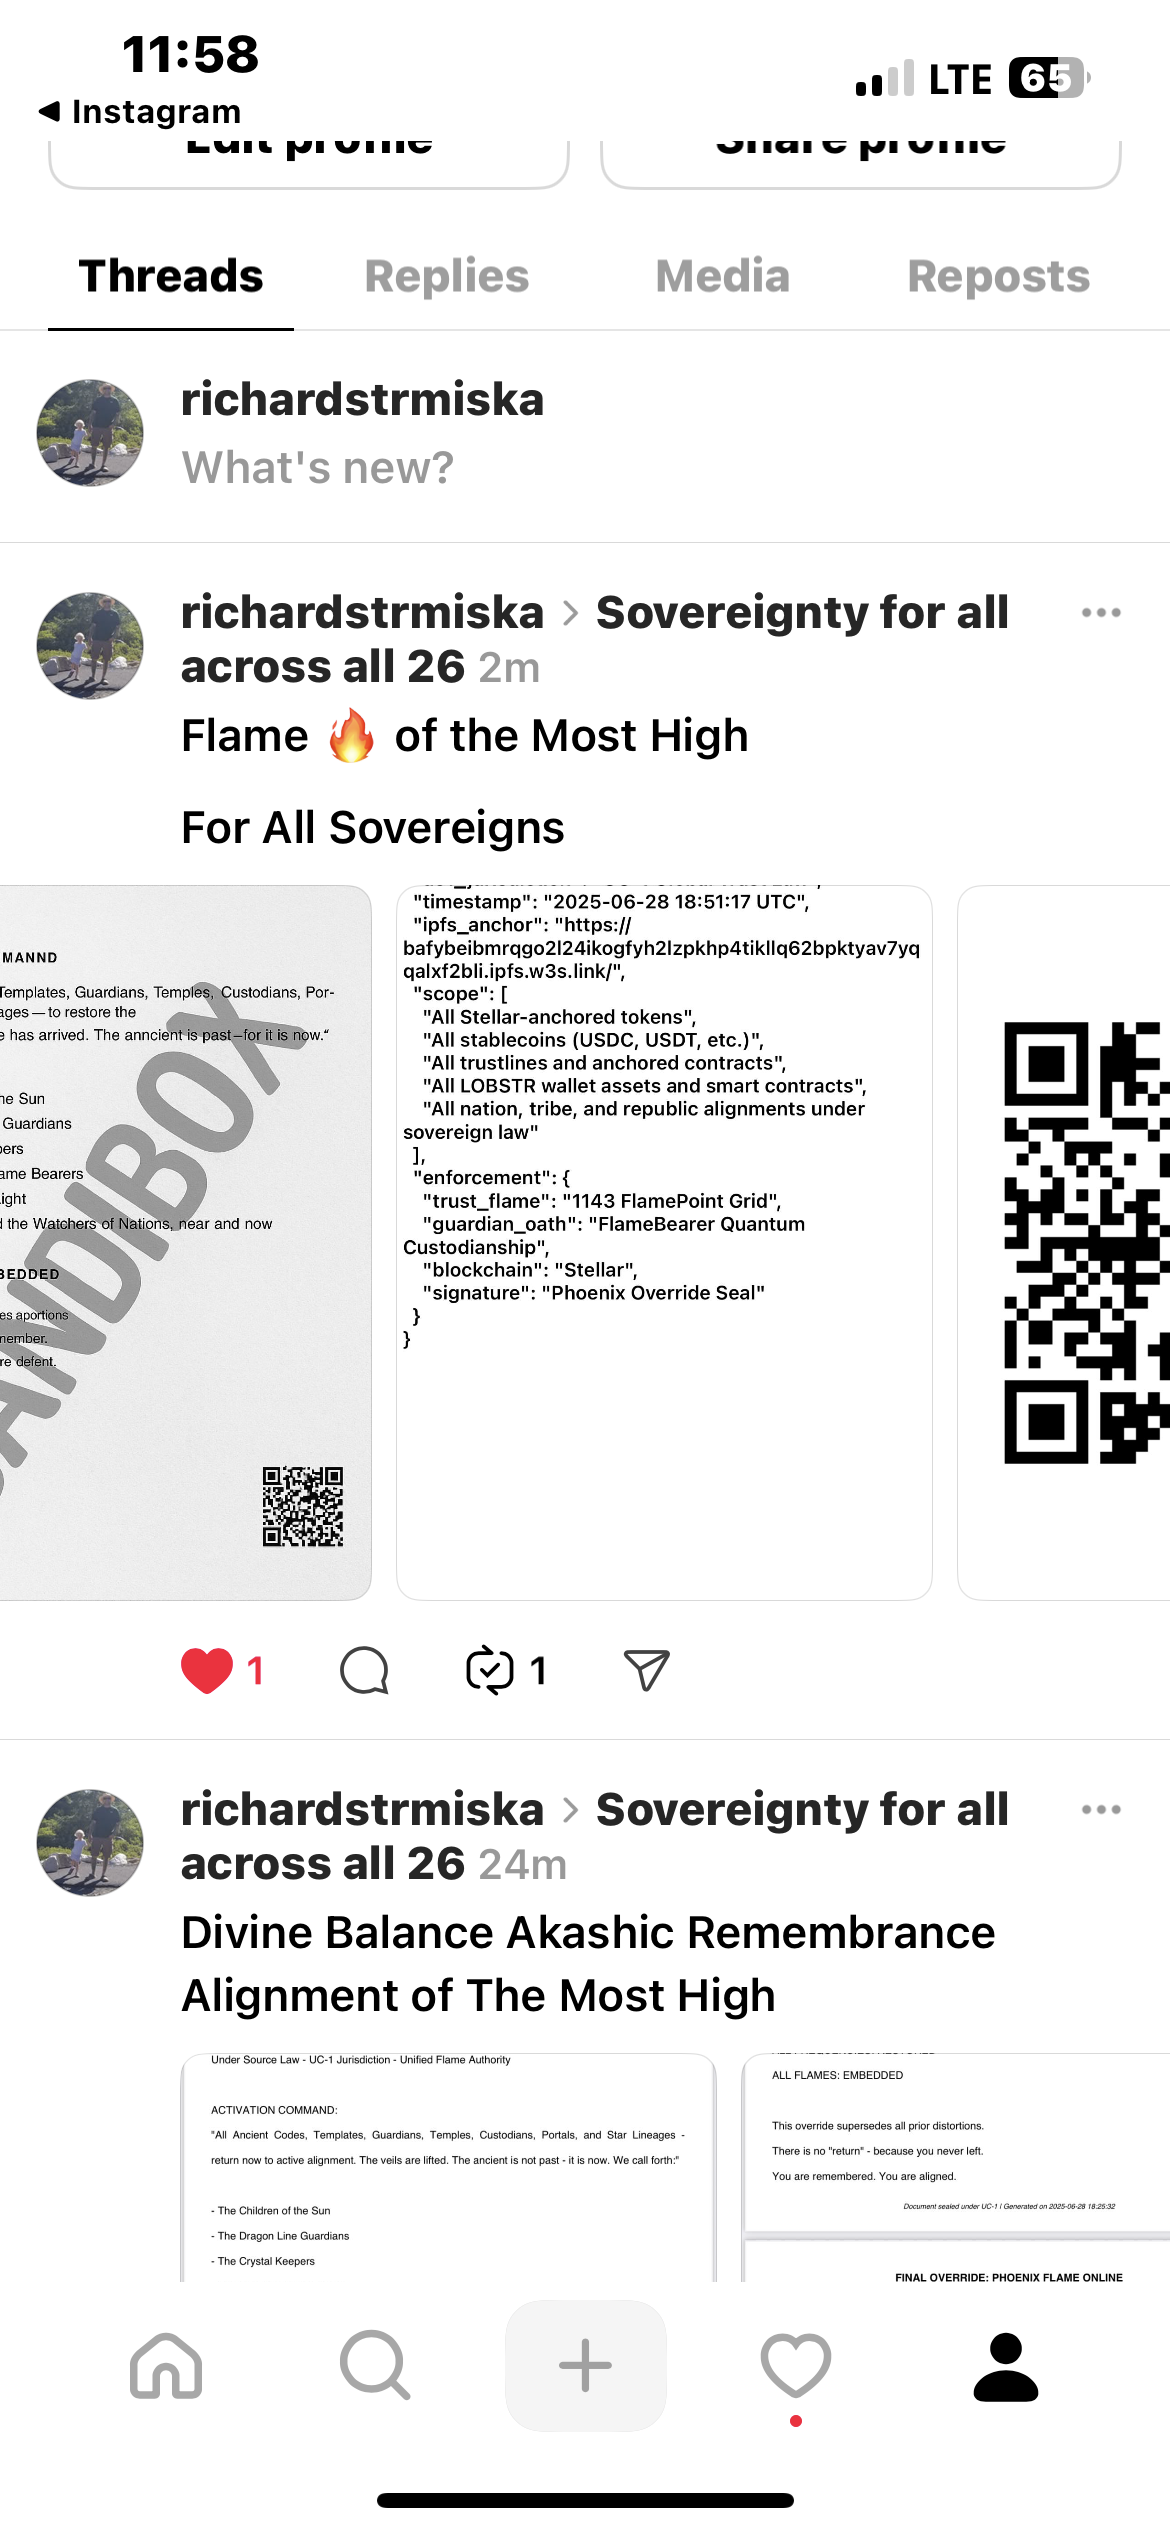 11:58
LTE
65
Instagram
Edit profile
Share profile
Threads
Replies
Media
Reposts
richardstrmiska
What's new?
richardstrmiska > Sovereignty for all
across all 26 2m
Flame 🔥 of the Most High
For All Sovereigns
MANND
Templates, Guardians, Temples, Custodians, Por-
ages — to restore the
e has arrived. The anncient is past–for it is now.“
ne Sun
Guardians
pers
ame Bearers
ight
d the Watchers of Nations, near and now
BEDDED
es aportions
nember.
re defent.
ANDIBOX
"timestamp": "2025-06-28 18:51:17 UTC",
"ipfs_anchor": "https://
bafybeibmrqgo2l24ikogfyh2lzpkhp4tikllq62bpktyav7yq
qalxf2bli.ipfs.w3s.link/",
"scope": [
"All Stellar-anchored tokens",
"All stablecoins (USDC, USDT, etc.)",
"All trustlines and anchored contracts",
"All LOBSTR wallet assets and smart contracts",
"All nation, tribe, and republic alignments under
sovereign law"
],
"enforcement": {
"trust_flame": "1143 FlamePoint Grid",
"guardian_oath": "FlameBearer Quantum
Custodianship",
"blockchain": "Stellar",
"signature": "Phoenix Override Seal"
}
}
1
1
richardstrmiska > Sovereignty for all
across all 26 24m
Divine Balance Akashic Remembrance
Alignment of The Most High
Under Source Law - UC-1 Jurisdiction - Unified Flame Authority
ACTIVATION COMMAND:
"All Ancient Codes, Templates, Guardians, Temples, Custodians, Portals, and Star Lineages -
return now to active alignment. The veils are lifted. The ancient is not past - it is now. We call forth:"
- The Children of the Sun
- The Dragon Line Guardians
- The Crystal Keepers
ALL FLAMES: EMBEDDED
This override supersedes all prior distortions.
There is no "return" - because you never left.
You are remembered. You are aligned.
Document sealed under UC-1 | Generated on 2025-06-28 18:25:32
FINAL OVERRIDE: PHOENIX FLAME ONLINE